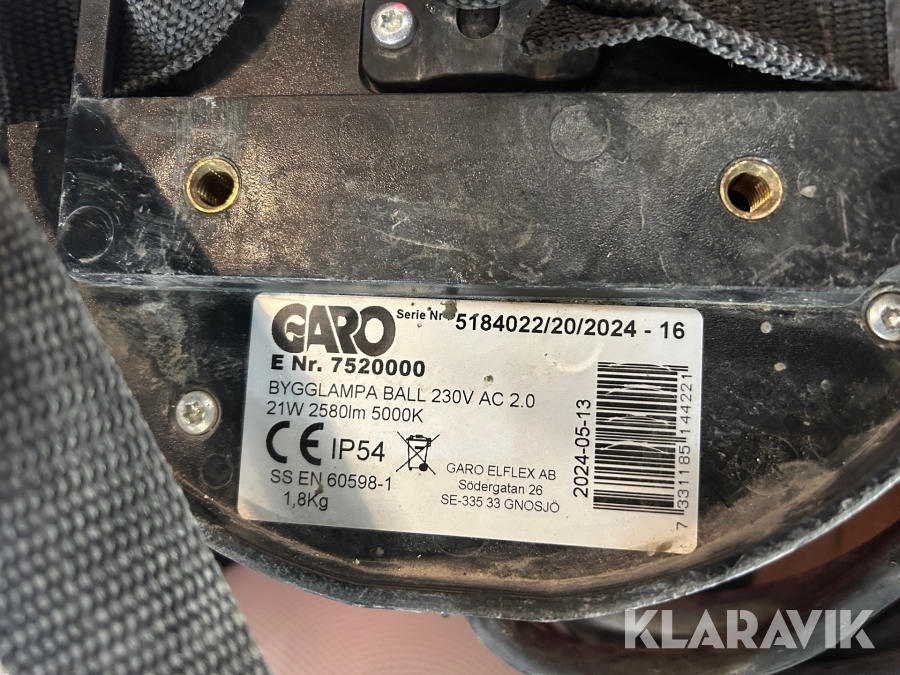 GARO
Serie Nr: 5184022/20/2024 - 16
E Nr. 7520000
BYGGLAMPA BALL 230V AC 2.0
21W 2580lm 5000K
CE IP54
SS EN 60598-1
1,8Kg
GARO ELFLEX AB
Södergatan 26
SE-335 33 GNOSJÖ
2024-05-13
7 331185 144221
KLARAVIK